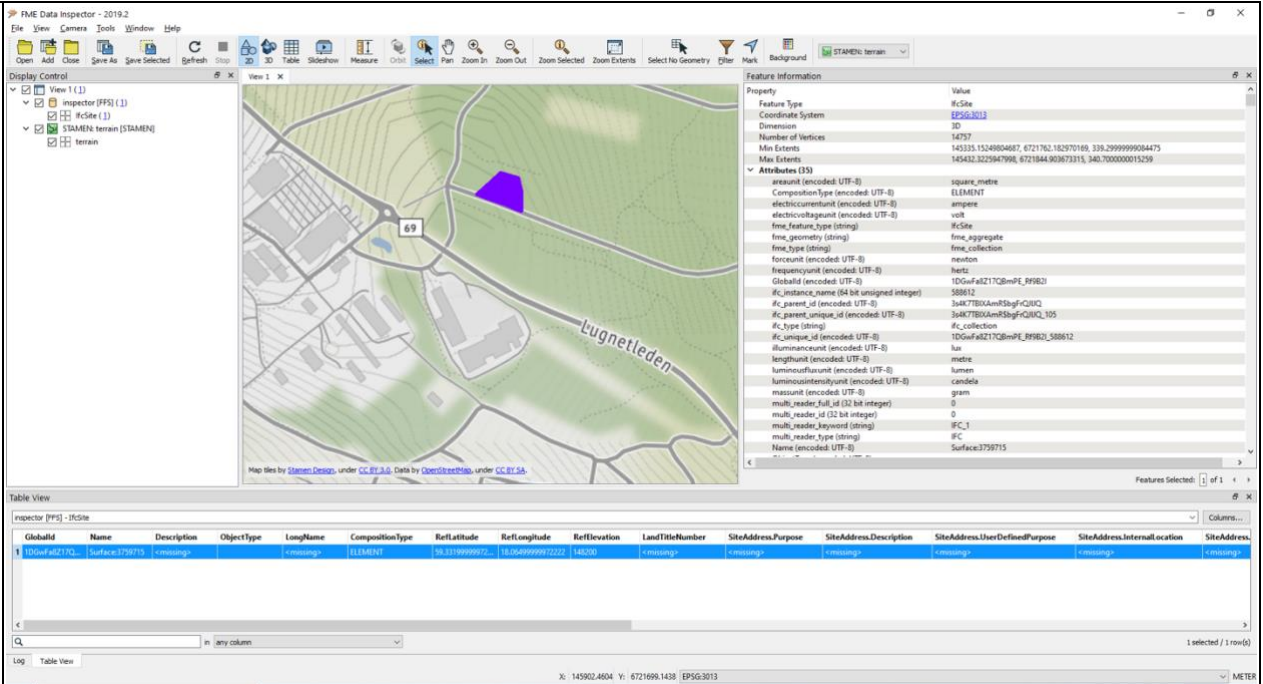 FME Data Inspector - 2019.2
File View Camera Tools Window Help
Open Add Close Save As Save Selected Refresh Stop 2D 3D Table Slideshow Measure Orbit Select Pan Zoom In Zoom Out Zoom Selected Zoom Extents Select No Geometry Filter Mark Background STAMEN: terrain
Display Control
View 1 (1)
inspector [FFS] (1)
IfcSite (1)
STAMEN: terrain [STAMEN]
terrain
View 1
69
Lugnetleden
Map tiles by Stamen Design, under CC BY 3.0. Data by OpenStreetMap, under CC BY SA.
Feature Information
Property Value
Feature Type IfcSite
Coordinate System EPSG:3013
Dimension 3D
Number of Vertices 14757
Min Extents 145335.15249804687, 6721762.182970169, 339.29999999084475
Max Extents 145432.3225947998, 6721844.903673315, 340.7000000015259
Attributes (35)
areaunit (encoded: UTF-8) square_metre
CompositionType (encoded: UTF-8) ELEMENT
electriccurrentunit (encoded: UTF-8) ampere
electricvoltageunit (encoded: UTF-8) volt
fme_feature_type (string) IfcSite
fme_geometry (string) fme_aggregate
fme_type (string) fme_collection
forceunit (encoded: UTF-8) newton
frequencyunit (encoded: UTF-8) hertz
GlobalId (encoded: UTF-8) 1DGwFa8Z17QBmPE_Rf9B2I
ifc_instance_name (64 bit unsigned integer) 588612
ifc_parent_id (encoded: UTF-8) 3s4K7TBIXAmR$bgFrQJIUQ
ifc_parent_unique_id (encoded: UTF-8) 3s4K7TBIXAmR$bgFrQJIUQ_105
ifc_type (string) ifc_collection
ifc_unique_id (encoded: UTF-8) 1DGwFa8Z17QBmPE_Rf9B2I_588612
illuminanceunit (encoded: UTF-8) lux
lengthunit (encoded: UTF-8) metre
luminousfluxunit (encoded: UTF-8) lumen
luminousintensityunit (encoded: UTF-8) candela
massunit (encoded: UTF-8) gram
multi_reader_full_id (32 bit integer) 0
multi_reader_id (32 bit integer) 0
multi_reader_keyword (string) IFC_1
multi_reader_type (string) IFC
Name (encoded: UTF-8) Surface:3759715
Features Selected: 1 of 1
Table View
inspector [FFS] - IfcSite Columns...
GlobalId Name Description ObjectType LongName CompositionType RefLatitude RefLongitude RefElevation LandTitleNumber SiteAddress.Purpose SiteAddress.Description SiteAddress.UserDefinedPurpose SiteAddress.InternalLocation SiteAddress.
1 1DGwFa8Z17Q... Surface:3759715 <missing> <missing> ELEMENT 59.33199999972... 18.06499999972222 148200 <missing> <missing> <missing> <missing> <missing> <missing>
in any column 1 selected / 1 row(s)
Log Table View
X: 145902.4604 Y: 6721699.1438 EPSG:3013 METER